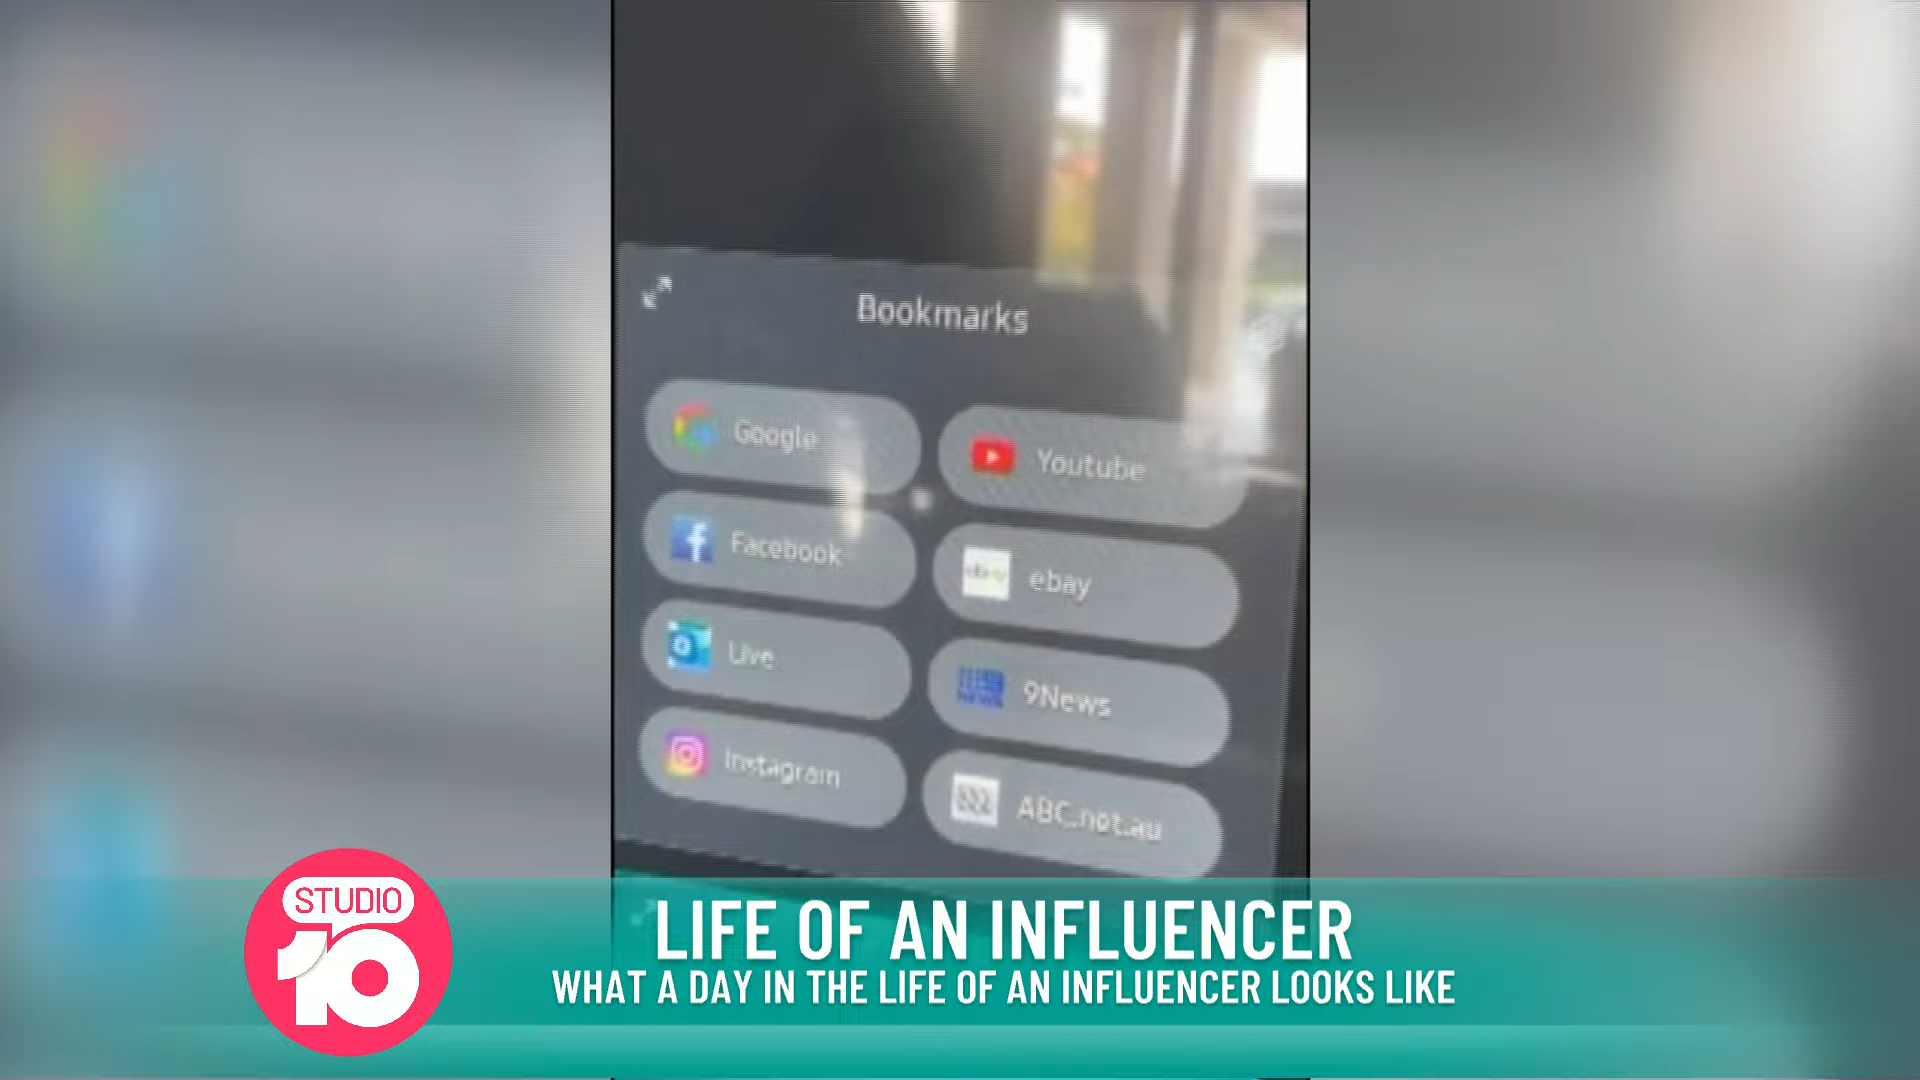 Bookmarks
Google
Youtube
Facebook
ebay
Live
9News
Instagram
ABC.net.au
STUDIO
10
LIFE OF AN INFLUENCER
WHAT A DAY IN THE LIFE OF AN INFLUENCER LOOKS LIKE